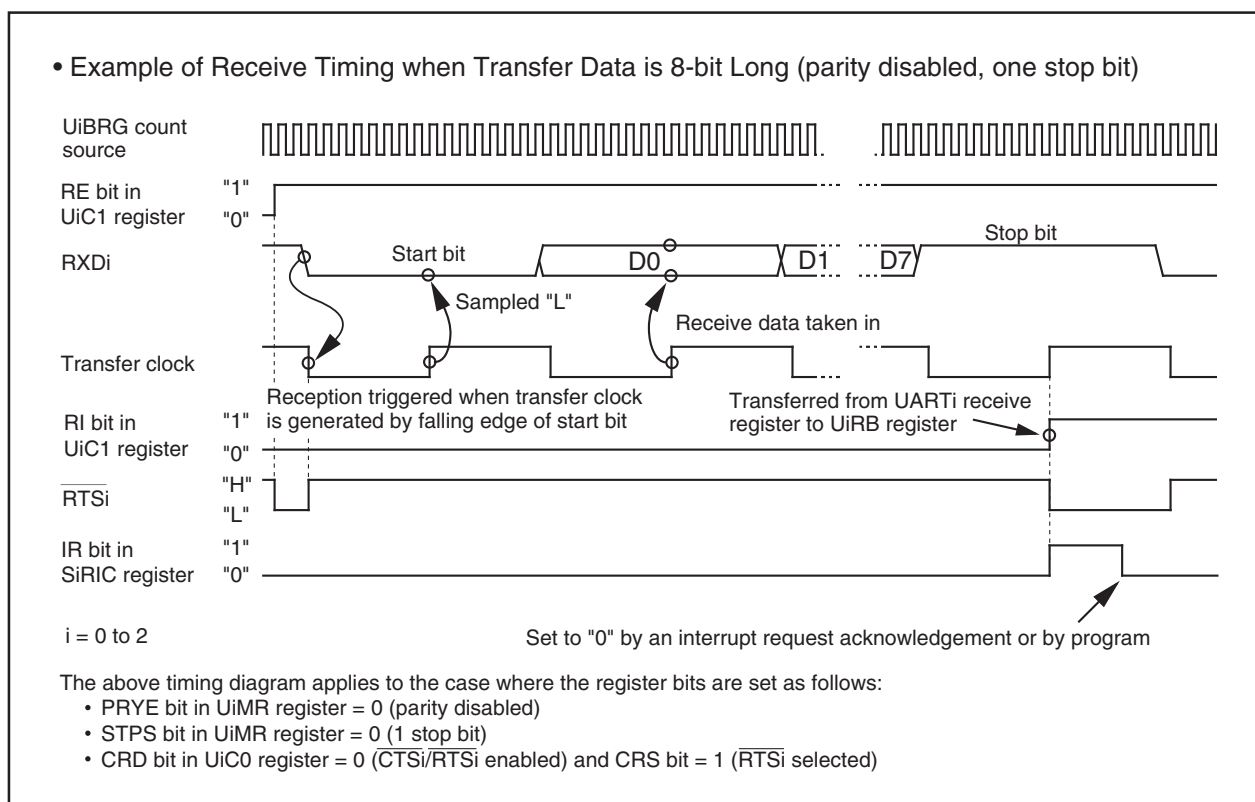 • Example of Receive Timing when Transfer Data is 8-bit Long (parity disabled, one stop bit)
UiBRG count
source
RE bit in
UiC1 register
"1"
"0"
RXDi
Start bit
D0
D1
D7
Stop bit
Sampled "L"
Receive data taken in
Transfer clock
Reception triggered when transfer clock
is generated by falling edge of start bit
Transferred from UARTi receive
register to UiRB register
RI bit in
UiC1 register
"1"
"0"
RTSi
"H"
"L"
IR bit in
SiRIC register
"1"
"0"
i = 0 to 2
Set to "0" by an interrupt request acknowledgement or by program
The above timing diagram applies to the case where the register bits are set as follows:
• PRYE bit in UiMR register = 0 (parity disabled)
• STPS bit in UiMR register = 0 (1 stop bit)
• CRD bit in UiC0 register = 0 (CTSi/RTSi enabled) and CRS bit = 1 (RTSi selected)